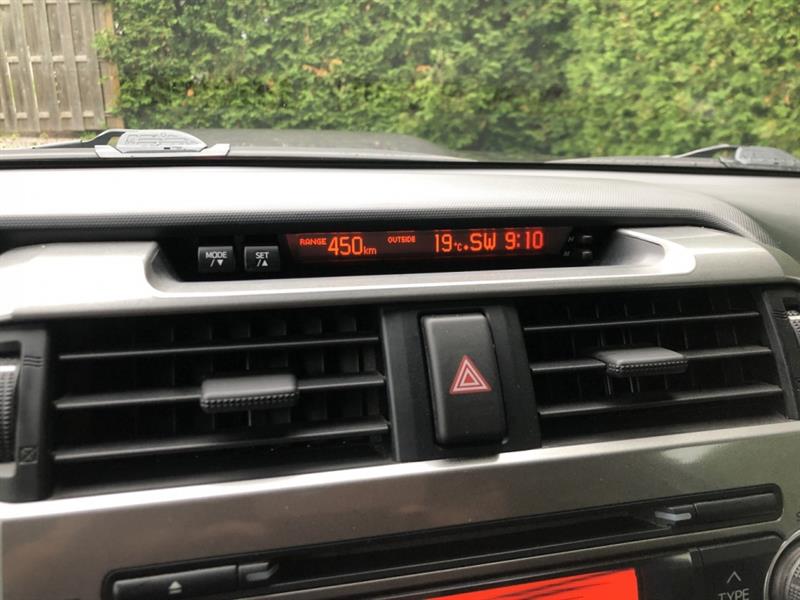 RANGE 450km OUTSIDE 19°C SW 9:10 H
MODE SET M
/▼ /▲
TYPE